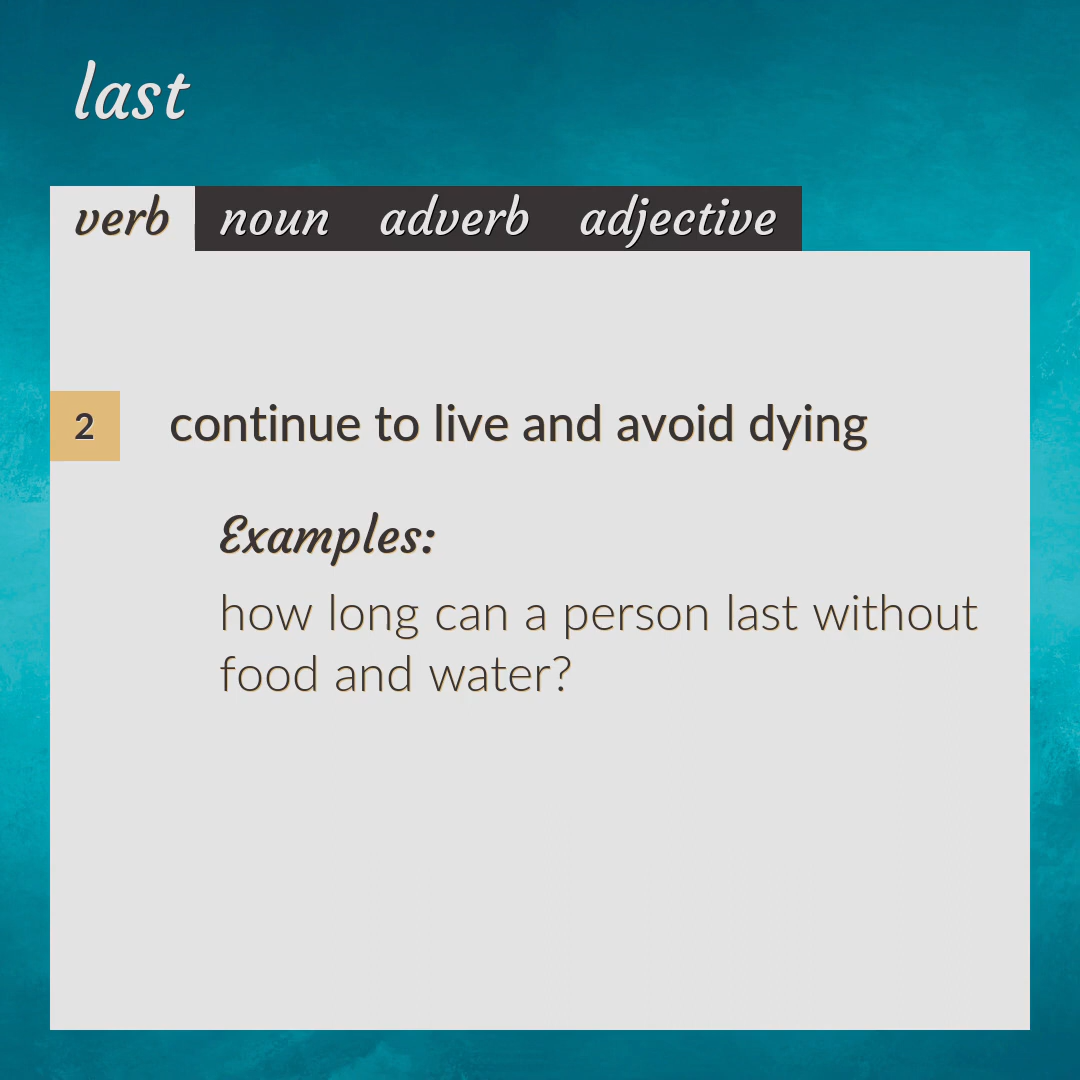 last
verb noun adverb adjective
2 continue to live and avoid dying
Examples:
how long can a person last without
food and water?